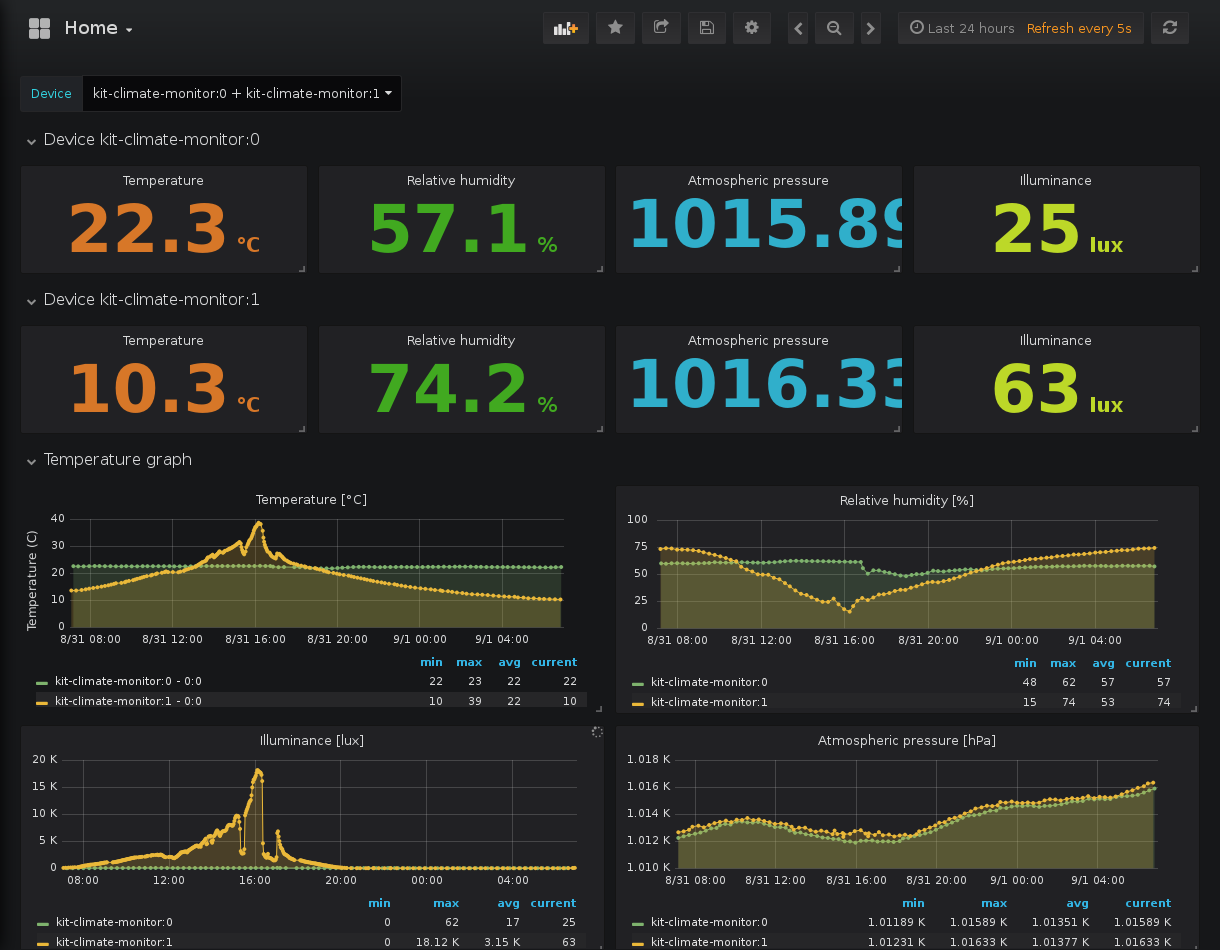 Home
Last 24 hours Refresh every 5s
Device kit-climate-monitor:0 + kit-climate-monitor:1
Device kit-climate-monitor:0
Temperature Relative humidity Atmospheric pressure Illuminance
22.3 °C 57.1 % 1015.89 25 lux
Device kit-climate-monitor:1
Temperature Relative humidity Atmospheric pressure Illuminance
10.3 °C 74.2 % 1016.33 63 lux
Temperature graph
Temperature [°C]
Temperature (C)
40
30
20
10
0
8/31 08:00 8/31 12:00 8/31 16:00 8/31 20:00 9/1 00:00 9/1 04:00
min max avg current
kit-climate-monitor:0 - 0:0 22 23 22 22
kit-climate-monitor:1 - 0:0 10 39 22 10
Relative humidity [%]
100
75
50
25
0
8/31 08:00 8/31 12:00 8/31 16:00 8/31 20:00 9/1 00:00 9/1 04:00
min max avg current
kit-climate-monitor:0 48 62 57 57
kit-climate-monitor:1 15 74 53 74
Illuminance [lux]
20 K
15 K
10 K
5 K
0
08:00 12:00 16:00 20:00 00:00 04:00
min max avg current
kit-climate-monitor:0 0 62 17 25
kit-climate-monitor:1 0 18.12 K 3.15 K 63
Atmospheric pressure [hPa]
1.018 K
1.016 K
1.014 K
1.012 K
1.010 K
8/31 08:00 8/31 12:00 8/31 16:00 8/31 20:00 9/1 00:00 9/1 04:00
min max avg current
kit-climate-monitor:0 1.01189 K 1.01589 K 1.01351 K 1.01589 K
kit-climate-monitor:1 1.01231 K 1.01633 K 1.01377 K 1.01633 K